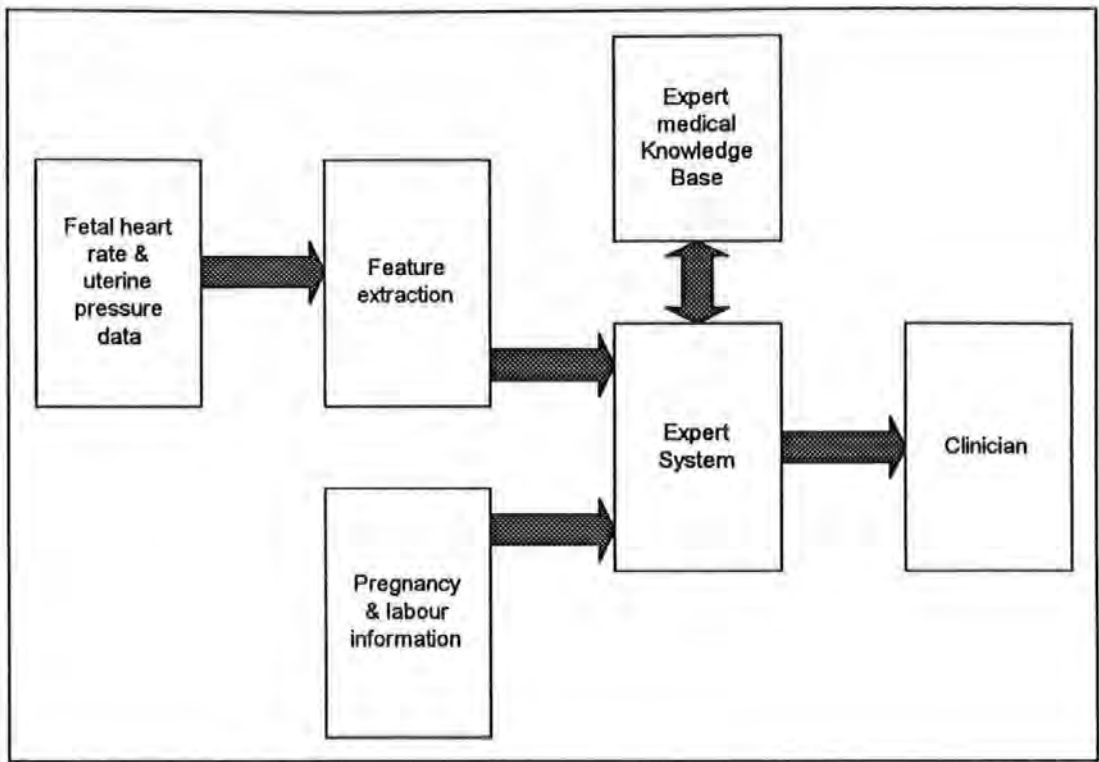 Fetal heart
rate &
uterine
pressure
data
Feature
extraction
Expert
medical
Knowledge
Base
Expert
System
Clinician
Pregnancy
& labour
information